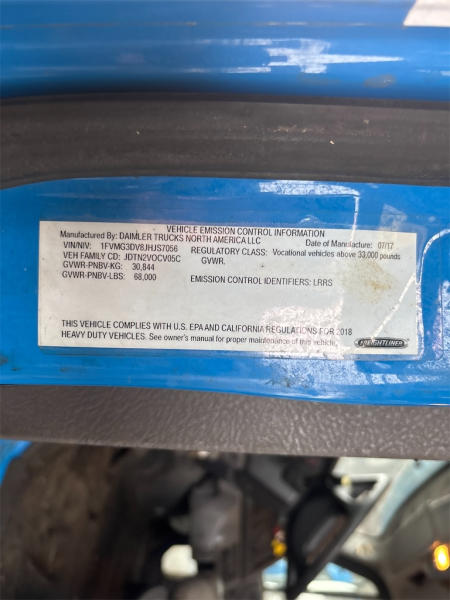 VEHICLE EMISSION CONTROL INFORMATION
Manufactured By: DAIMLER TRUCKS NORTH AMERICA LLC Date of Manufacture: 07/17
VIN/NIV: 1FVMG3DV8JHJS7056 REGULATORY CLASS: Vocational vehicles above 33,000 pounds
VEH FAMILY CD: JDTN2VOCV05C GVWR.
GVWR-PNBV-KG: 30,844
GVWR-PNBV-LBS: 68,000 EMISSION CONTROL IDENTIFIERS: LRRS
THIS VEHICLE COMPLIES WITH U.S. EPA AND CALIFORNIA REGULATIONS FOR 2018
HEAVY DUTY VEHICLES. See owner's manual for proper maintenance of this vehicle.
FREIGHTLINER